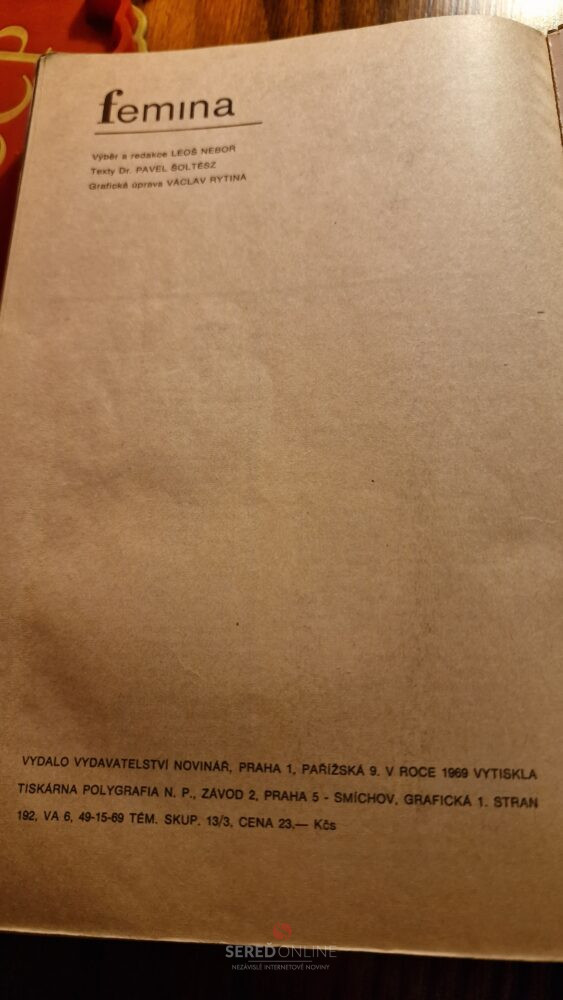 femina
Výběr a redakce LEOŠ NEBOR
Texty Dr. PAVEL ŠOLTÉSZ
Grafická úprava VÁCLAV RYTINA
VYDALO VYDAVATELSTVÍ NOVINÁŘ, PRAHA 1, PAŘÍŽSKÁ 9. V ROCE 1969 VYTISKLA
TISKÁRNA POLYGRAFIA N. P., ZÁVOD 2, PRAHA 5 - SMÍCHOV, GRAFICKÁ 1. STRAN
192, VA 6, 49-15-69 TÉM. SKUP. 13/3, CENA 23,— Kčs
SEREĎONLINE
NEZÁVISLÉ INTERNETOVÉ NOVINY